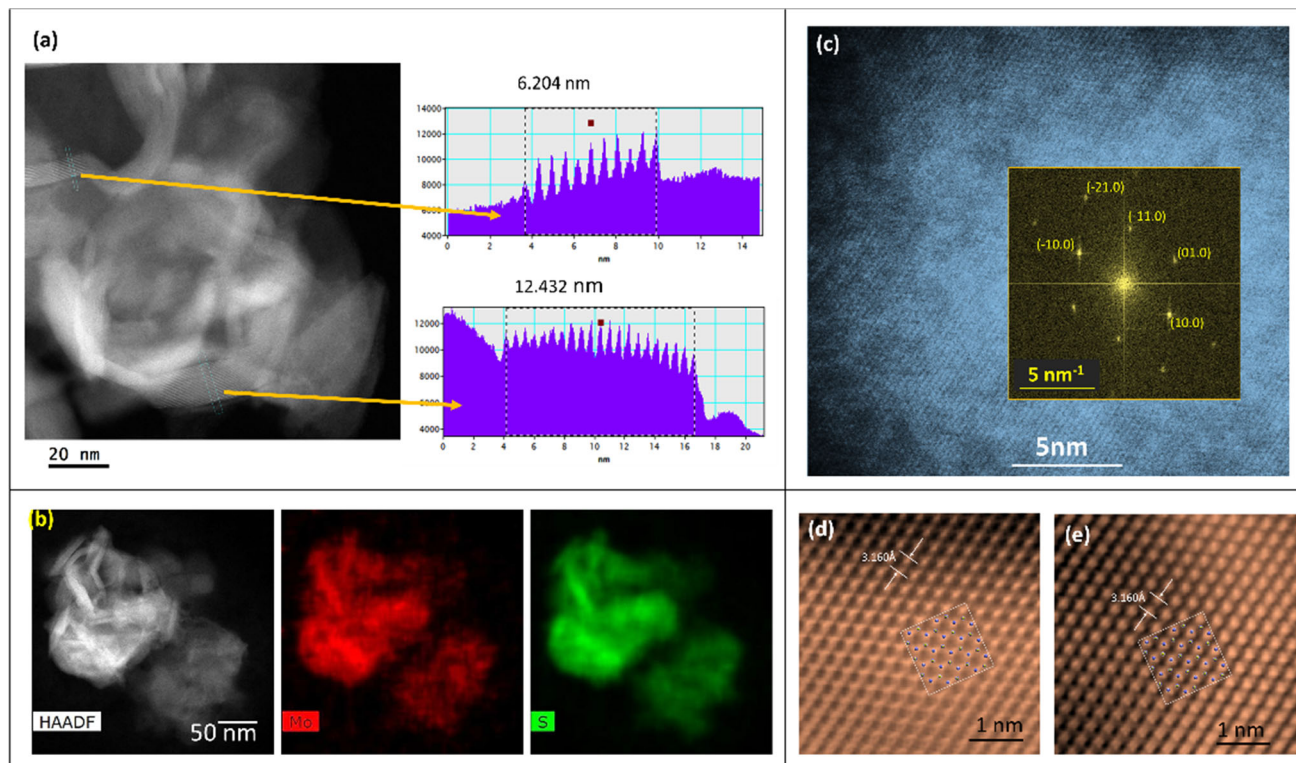 (a)
6.204 nm
14000
12000
10000
8000
6000
4000
0 2 4 6 8 10 12 14
nm
12.432 nm
12000
10000
8000
6000
4000
0 2 4 6 8 10 12 14 16 18 20
nm
20 nm
(b)
HAADF
50 nm
Mo
S
(c)
(-21.0)
(-11.0)
(-10.0)
(01.0)
(10.0)
5 nm-1
5nm
(d)
3.160Å
1 nm
(e)
3.160Å
1 nm